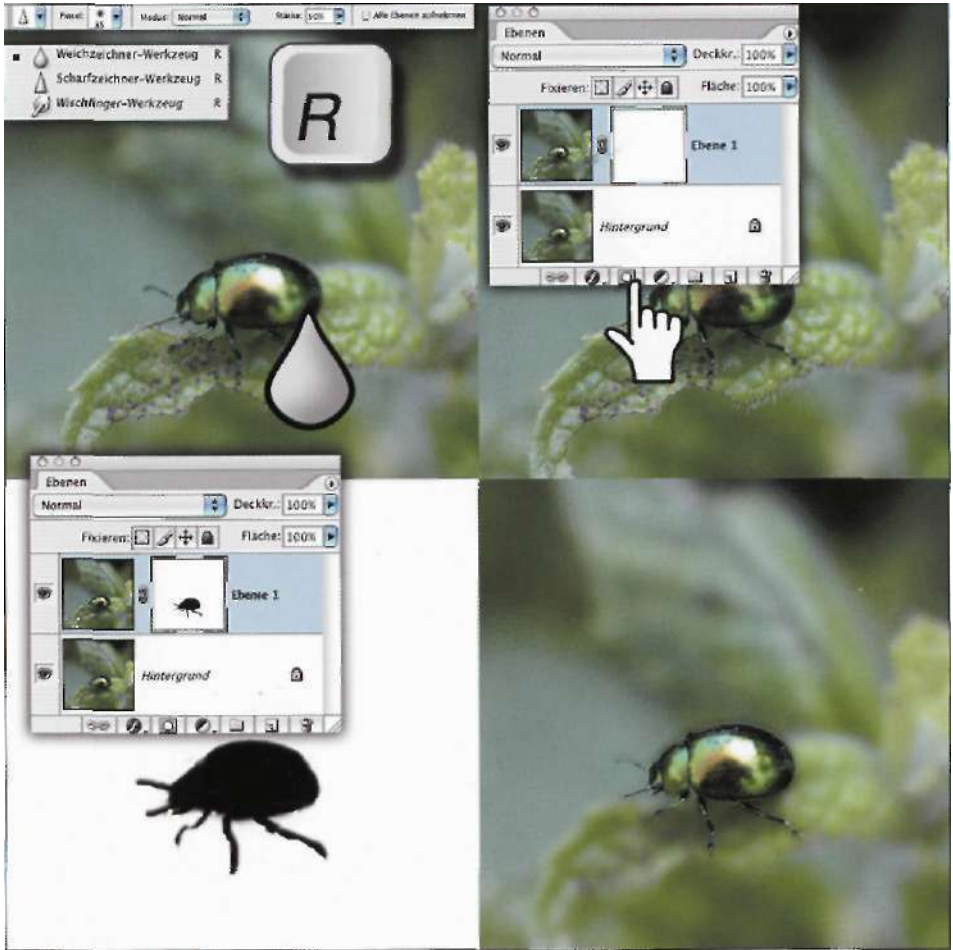 Pinsel: 45 Modus: Normal Stärke: 50% Alle Ebenen aufnehmen
Weichzeichner-Werkzeug R
Scharfzeichner-Werkzeug R
Wischfinger-Werkzeug R
R
Ebenen
Normal Deckkr.: 100%
Fixieren: Fläche: 100%
Ebene 1
Hintergrund
Ebenen
Normal Deckkr.: 100%
Fixieren: Fläche: 100%
Ebene 1
Hintergrund